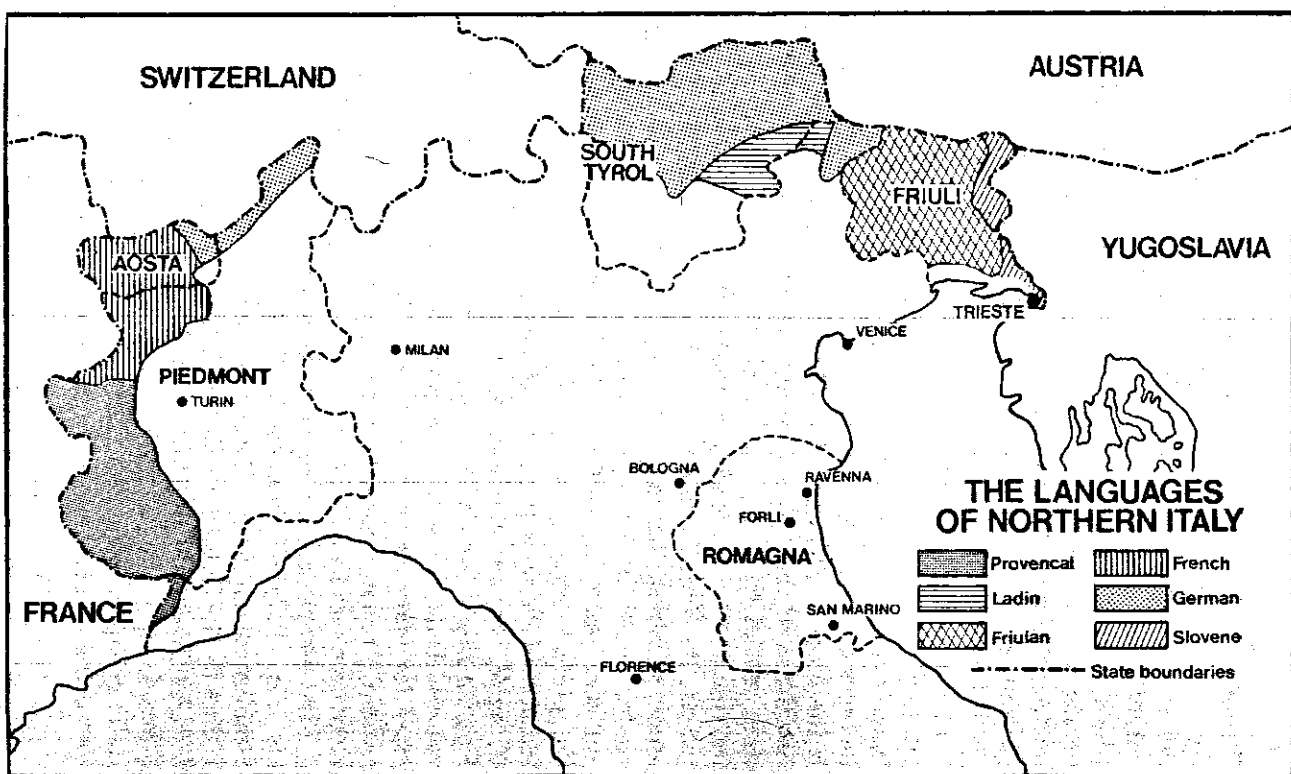 SWITZERLAND
AUSTRIA
SOUTH
TYROL
FRIULI
AOSTA
YUGOSLAVIA
TRIESTE
VENICE
MILAN
PIEDMONT
TURIN
BOLOGNA
RAVENNA
FORLI
ROMAGNA
FRANCE
SAN MARINO
FLORENCE
THE LANGUAGES
OF NORTHERN ITALY
Provencal
French
Ladin
German
Friulan
Slovene
State boundaries